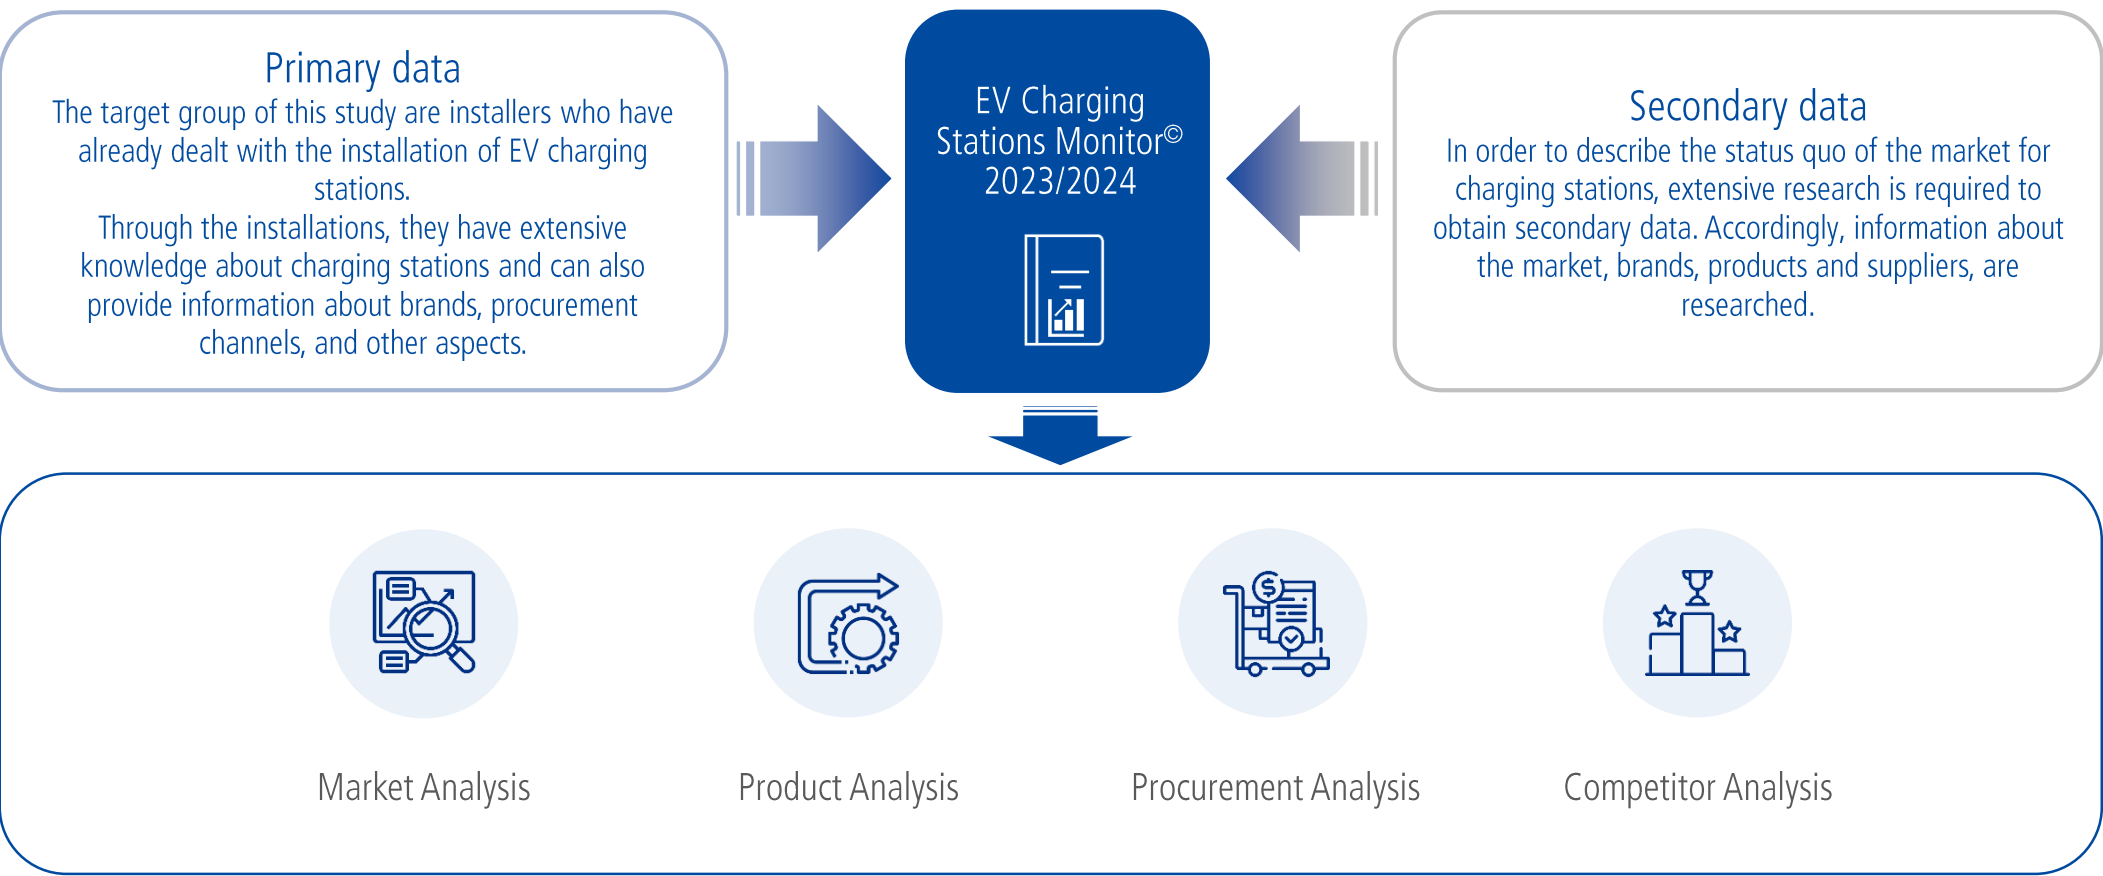 Primary data
The target group of this study are installers who have
already dealt with the installation of EV charging
stations.
Through the installations, they have extensive
knowledge about charging stations and can also
provide information about brands, procurement
channels, and other aspects.
EV Charging
Stations Monitor©
2023/2024
Secondary data
In order to describe the status quo of the market for
charging stations, extensive research is required to
obtain secondary data. Accordingly, information about
the market, brands, products and suppliers, are
researched.
$
Market Analysis
Product Analysis
Procurement Analysis
Competitor Analysis